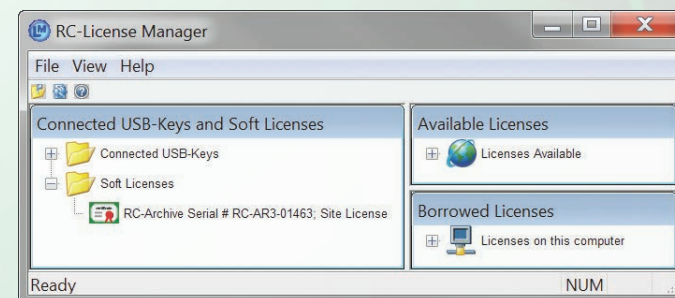 RC-License Manager
File View Help
Connected USB-Keys and Soft Licenses
Connected USB-Keys
Soft Licenses
RC-Archive Serial # RC-AR3-01463; Site License
Available Licenses
Licenses Available
Borrowed Licenses
Licenses on this computer
Ready
NUM